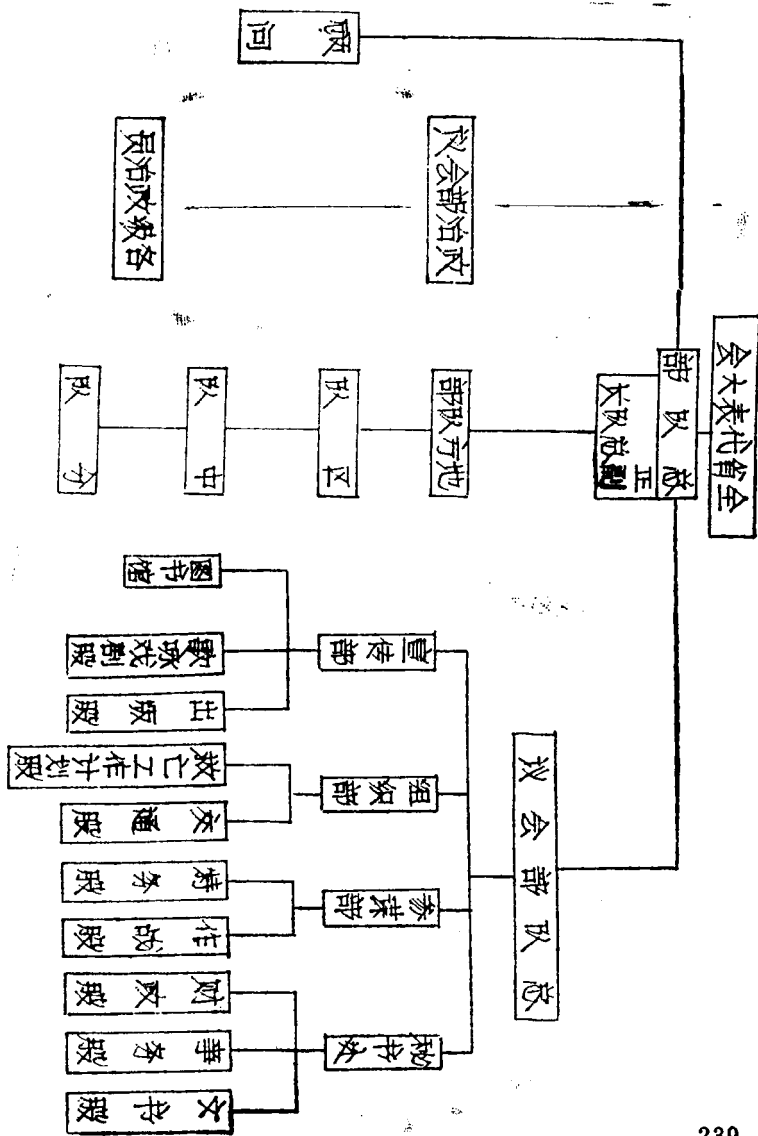 全省代表大会
总队部
正副总队长
顾问
政治部会议
各级政治员
地方队部
区队
中队
分队
总队部会议
宣传部
图书馆
歌咏戏剧股
出版股
组织部
救亡工作计划股
交通股
参谋部
特务股
作战股
秘书处
财政股
事务股
文书股
239